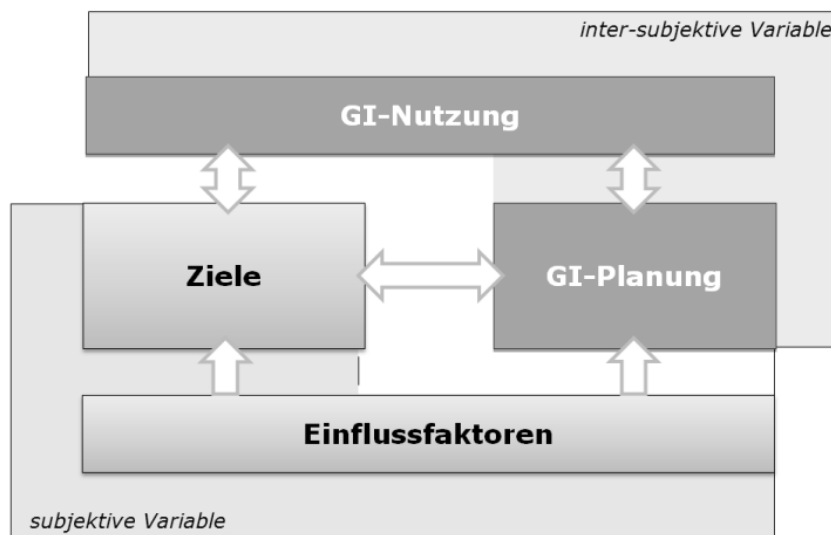 inter-subjektive Variable
GI-Nutzung
Ziele
GI-Planung
Einflussfaktoren
subjektive Variable